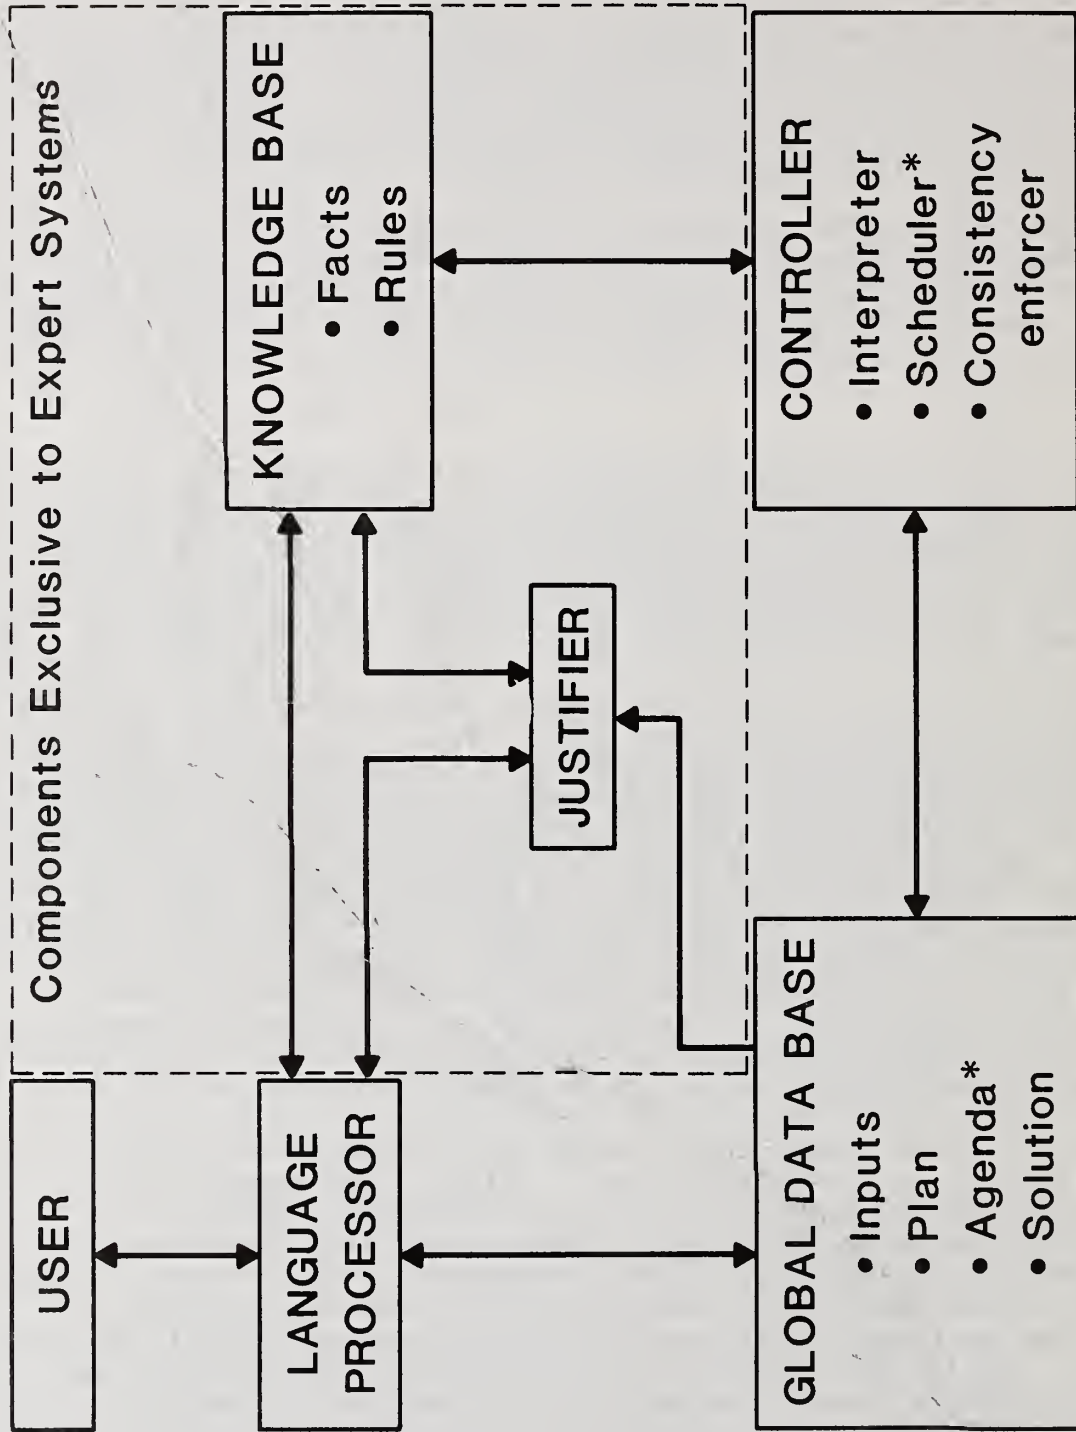 Components Exclusive to Expert Systems
USER
LANGUAGE
PROCESSOR
KNOWLEDGE BASE
• Facts
• Rules
JUSTIFIER
GLOBAL DATA BASE
• Inputs
• Plan
• Agenda*
• Solution
CONTROLLER
• Interpreter
• Scheduler*
• Consistency
enforcer